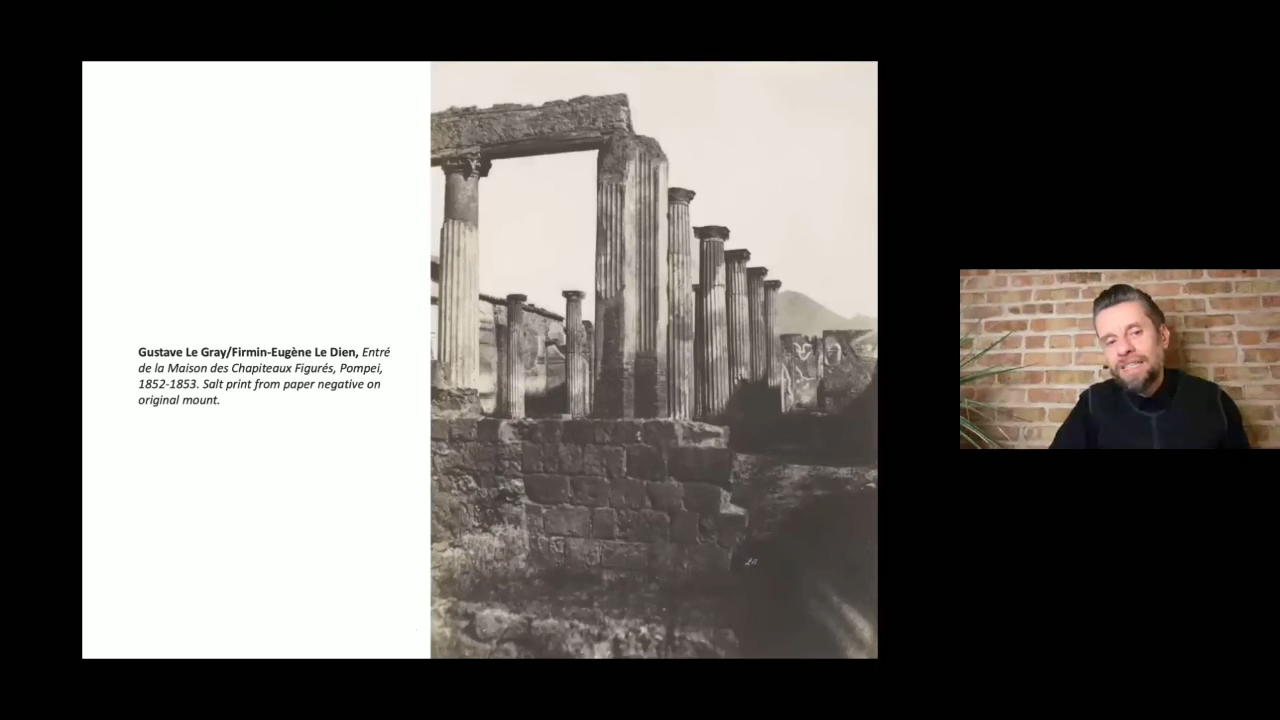 Gustave Le Gray/Firmin-Eugène Le Dien, Entré
de la Maison des Chapiteaux Figurés, Pompei,
1852-1853. Salt print from paper negative on
original mount.